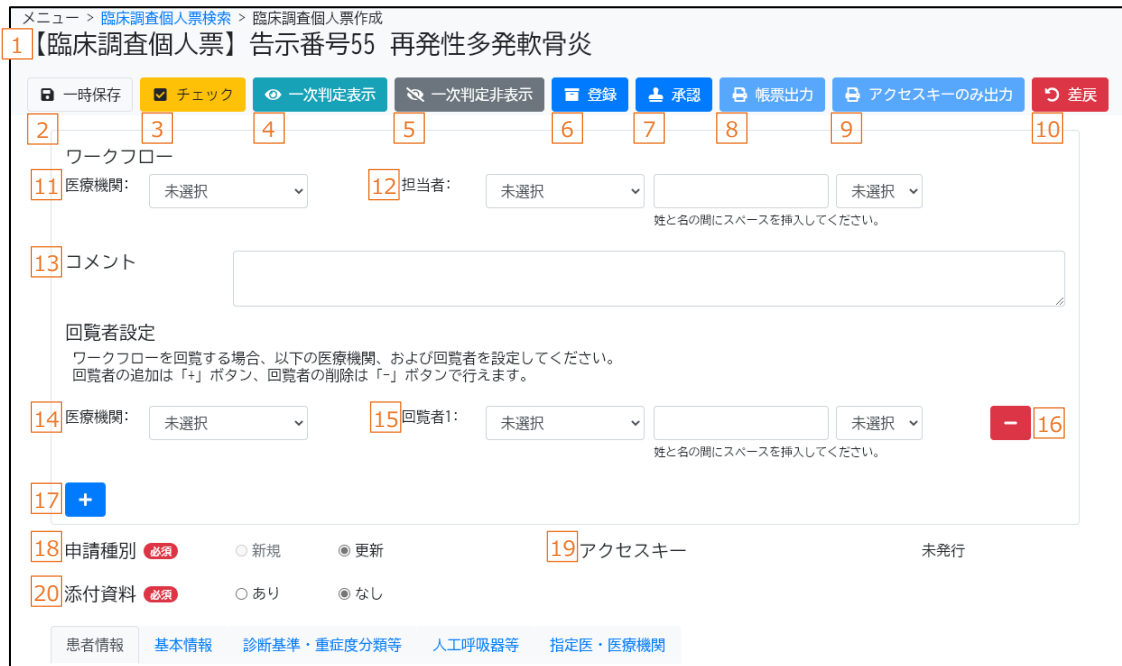 メニュー > 臨床調査個人票検索 > 臨床調査個人票作成
1 【臨床調査個人票】告示番号55 再発性多発軟骨炎
一時保存 チェック 一次判定表示 一次判定非表示 登録 承認 帳票出力 アクセスキーのみ出力 差戻
2 3 4 5 6 7 8 9 10
ワークフロー
11 医療機関: 未選択 12 担当者: 未選択 未選択
姓と名の間にスペースを挿入してください。
13 コメント
回覧者設定
ワークフローを回覧する場合、以下の医療機関、および回覧者を設定してください。
回覧者の追加は「+」ボタン、回覧者の削除は「-」ボタンで行えます。
14 医療機関: 未選択 15 回覧者1: 未選択 未選択 - 16
姓と名の間にスペースを挿入してください。
17 +
18 申請種別 必須 新規 更新 19 アクセスキー 未発行
20 添付資料 必須 あり なし
患者情報 基本情報 診断基準・重症度分類等 人工呼吸器等 指定医・医療機関